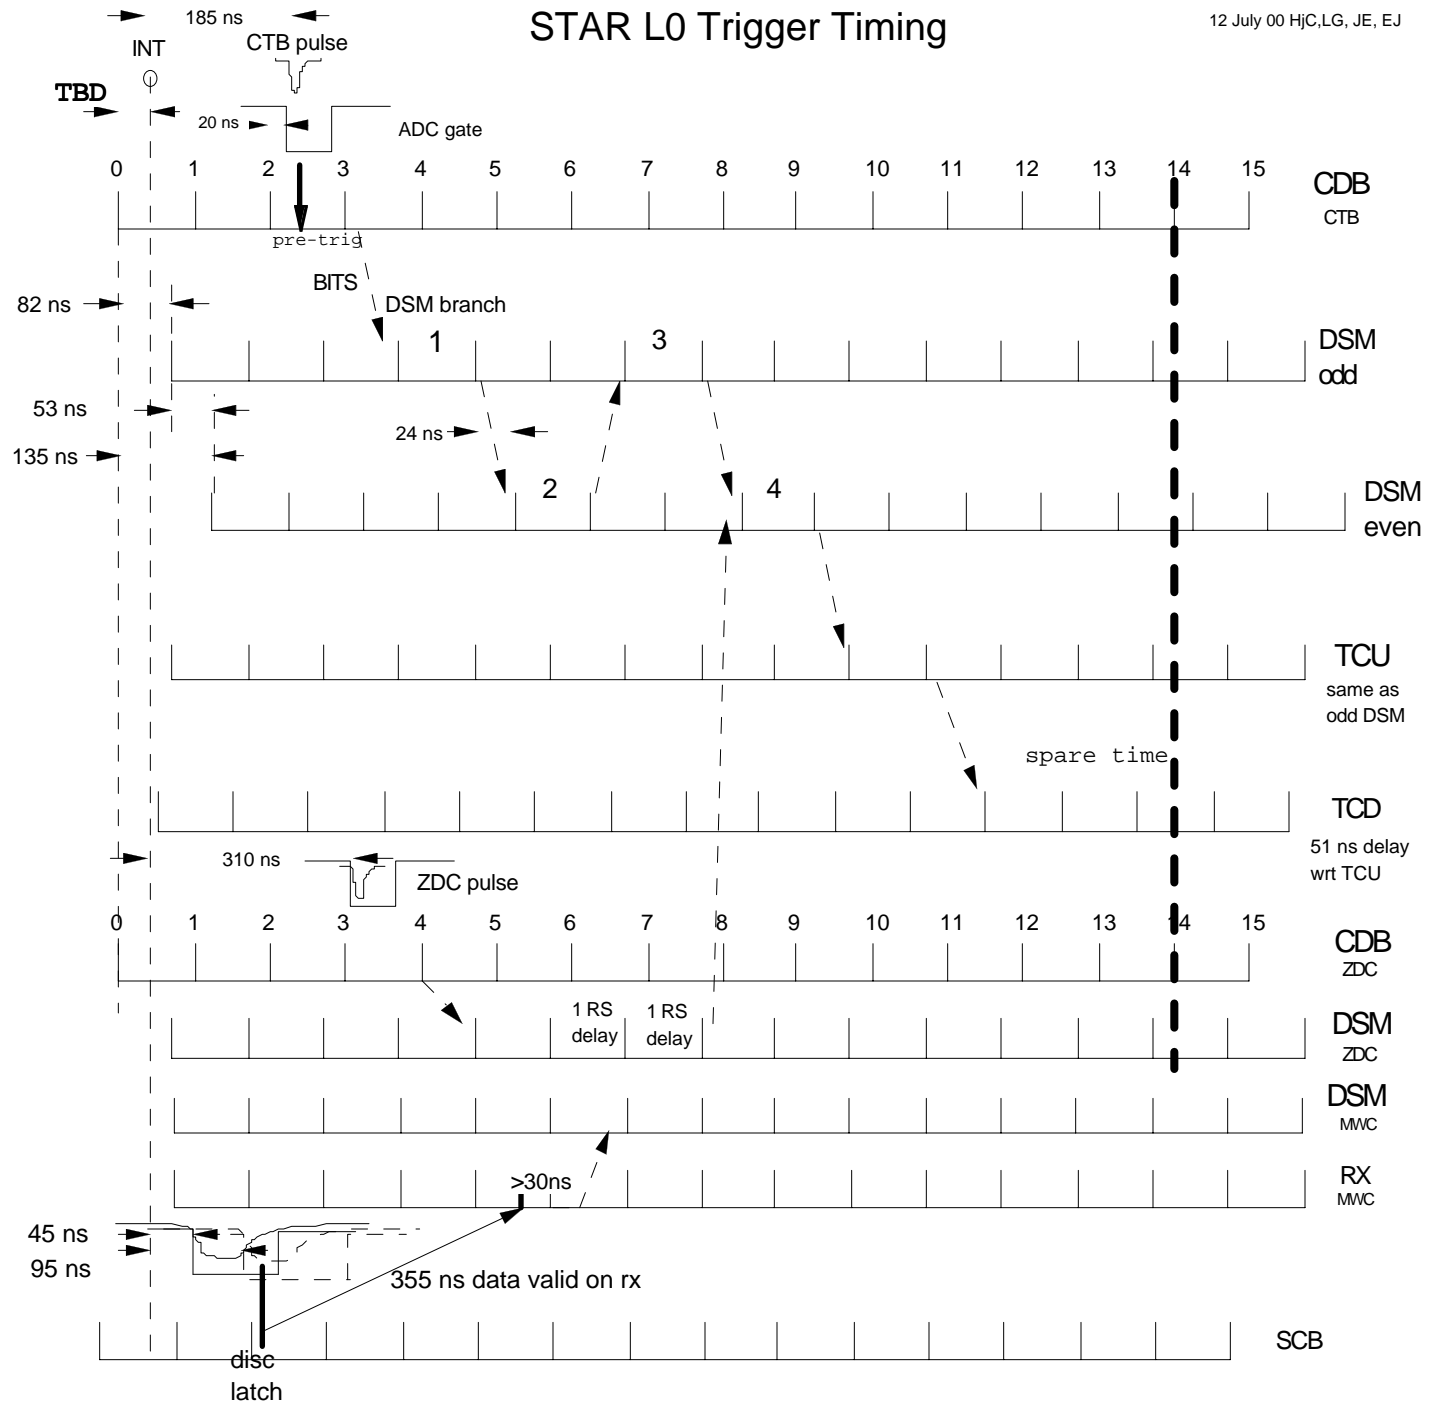 185 ns
STAR L0 Trigger Timing
12 July 00 HjC,LG, JE, EJ
INT
CTB pulse
TBD
20 ns
ADC gate
0 1 2 3 4 5 6 7 8 9 10 11 12 13 14 15
CDB
CTB
pre-trig
BITS
82 ns
DSM branch
1 3
DSM
odd
53 ns
24 ns
135 ns
2 4
DSM
even
TCU
same as
odd DSM
spare time
TCD
51 ns delay
wrt TCU
310 ns
ZDC pulse
0 1 2 3 4 5 6 7 8 9 10 11 12 13 14 15
CDB
ZDC
1 RS
delay
1 RS
delay
DSM
ZDC
DSM
MWC
>30ns
RX
MWC
45 ns
95 ns
355 ns data valid on rx
SCB
disc
latch